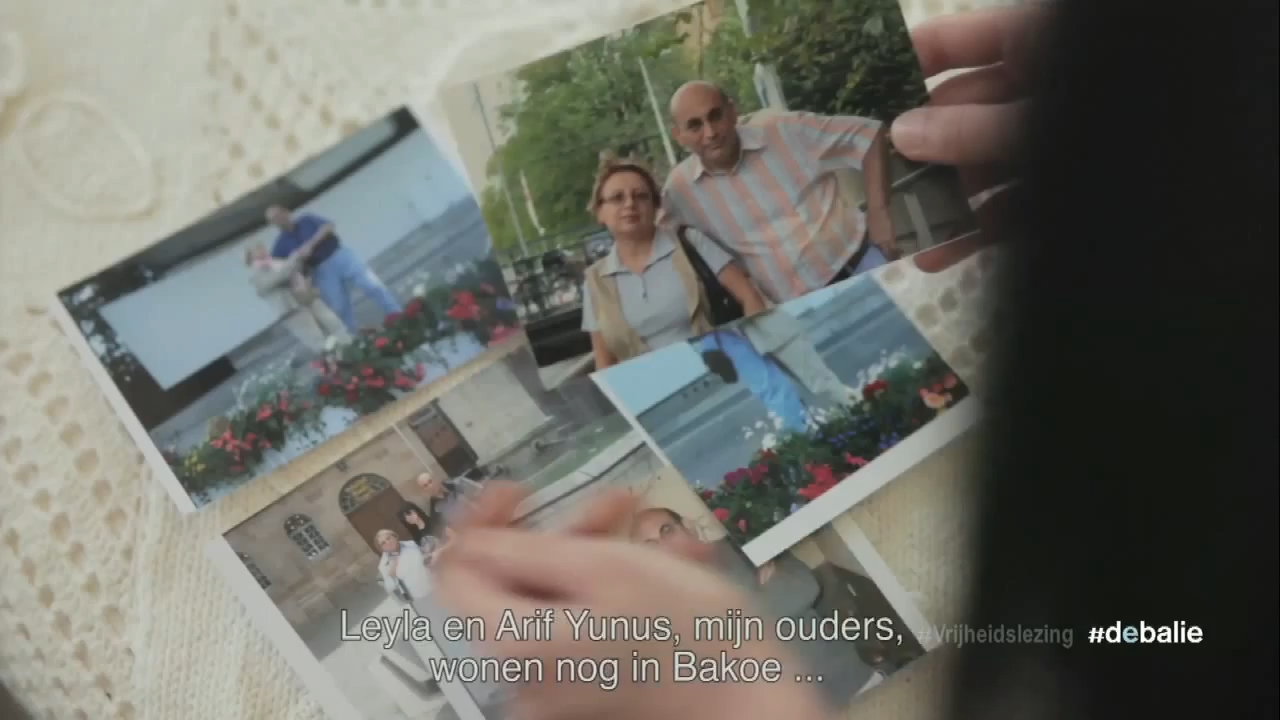 Leyla en Arif Yunus, mijn ouders,
wonen nog in Bakoe ...
#Vrijheidslezing #debalie